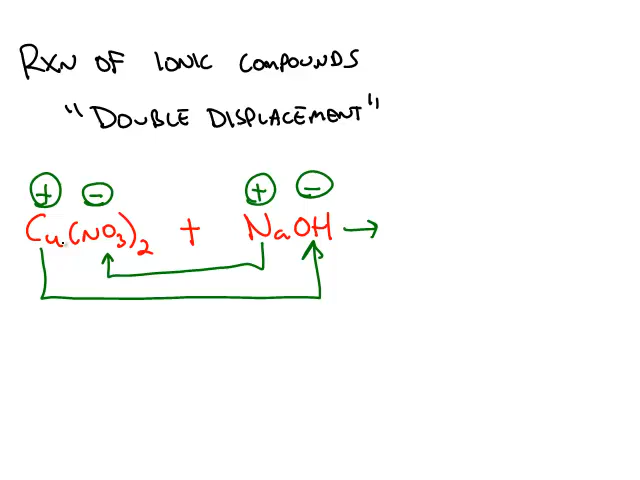 RXN OF IONIC COMPOUNDS
"DOUBLE DISPLACEMENT"
+ − + −
Cu(NO3)2 + NaOH →